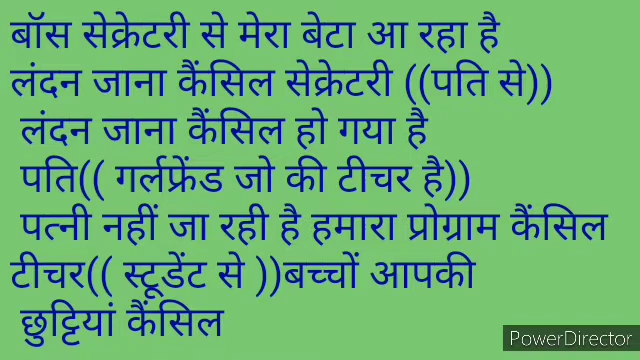 बॉस सेक्रेटरी से मेरा बेटा आ रहा है
लंदन जाना कैंसिल सेक्रेटरी ((पति से))
लंदन जाना कैंसिल हो गया है
पति(( गर्लफ्रेंड जो की टीचर है))
पत्नी नहीं जा रही है हमारा प्रोग्राम कैंसिल
टीचर(( स्टूडेंट से ))बच्चों आपकी
छुट्टियां कैंसिल
PowerDirector